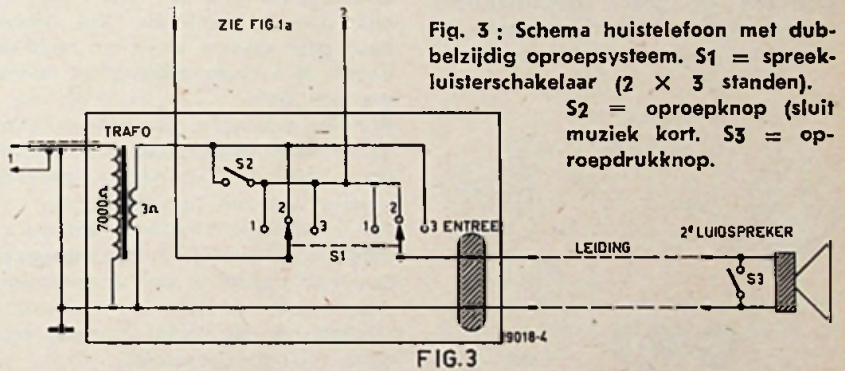 ZIE FIG.1a
?
Fig. 3 : Schema huistelefoon met dub-
belzijdig oproepsysteem. S1 = spreek-
luisterschakelaar (2 × 3 standen).
S2 = oproepknop (sluit
muziek kort. S3 = op-
roepdrukknop.
TRAFO
1
7000Ω
3Ω
S2
2
2
1
3
1
3
ENTREE
S1
LEIDING
2e LUIDSPREKER
S3
9018-4
FIG.3